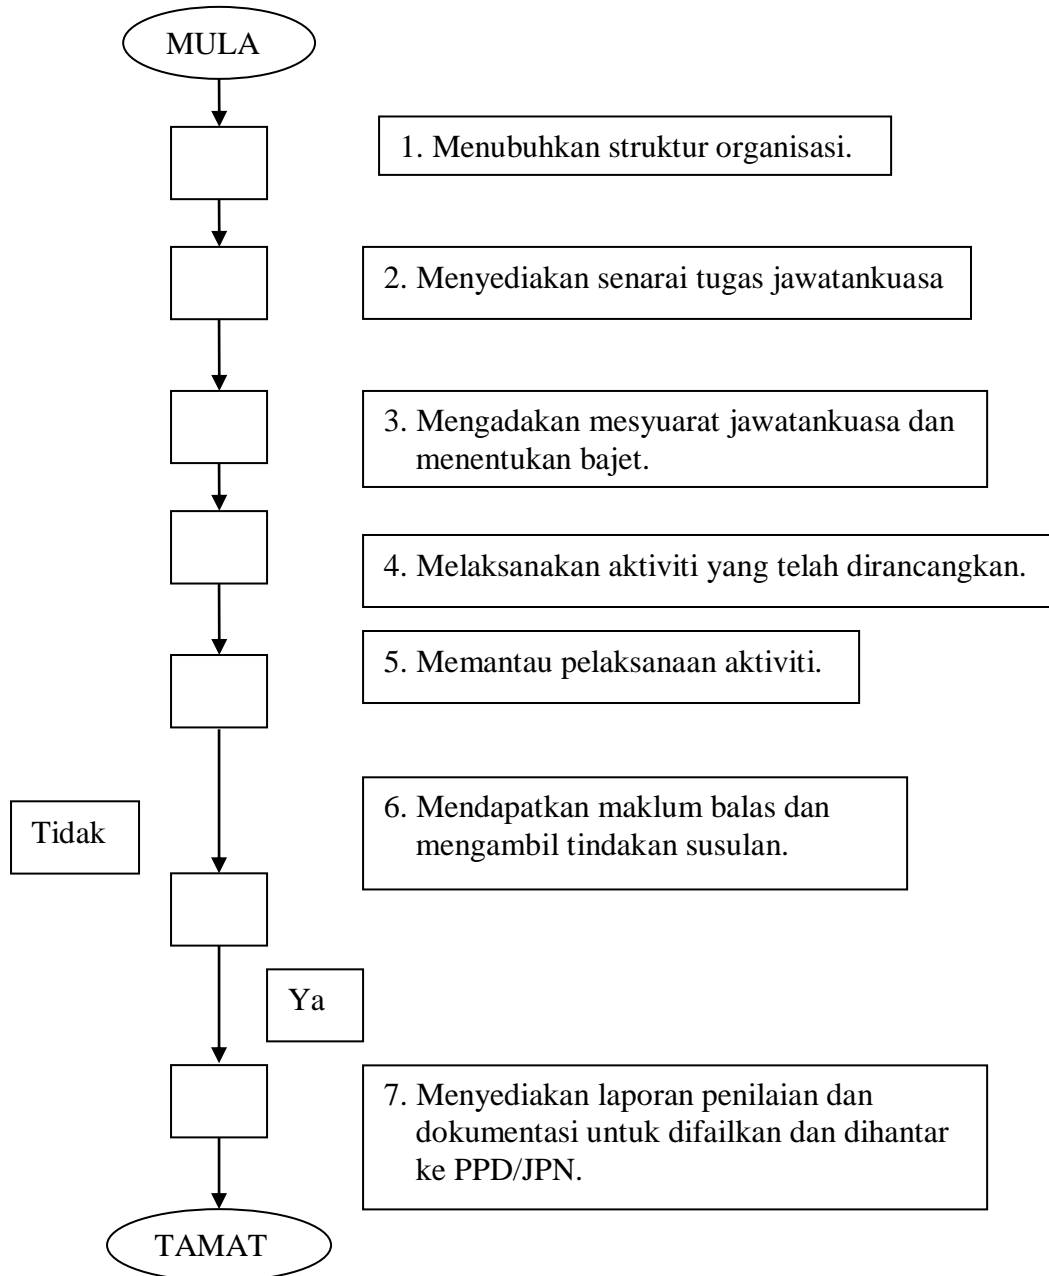 MULA
1. Menubuhkan struktur organisasi.
2. Menyediakan senarai tugas jawatankuasa
3. Mengadakan mesyuarat jawatankuasa dan
menentukan bajet.
4. Melaksanakan aktiviti yang telah dirancangkan.
5. Memantau pelaksanaan aktiviti.
6. Mendapatkan maklum balas dan
mengambil tindakan susulan.
Tidak
Ya
7. Menyediakan laporan penilaian dan
dokumentasi untuk difailkan dan dihantar
ke PPD/JPN.
TAMAT